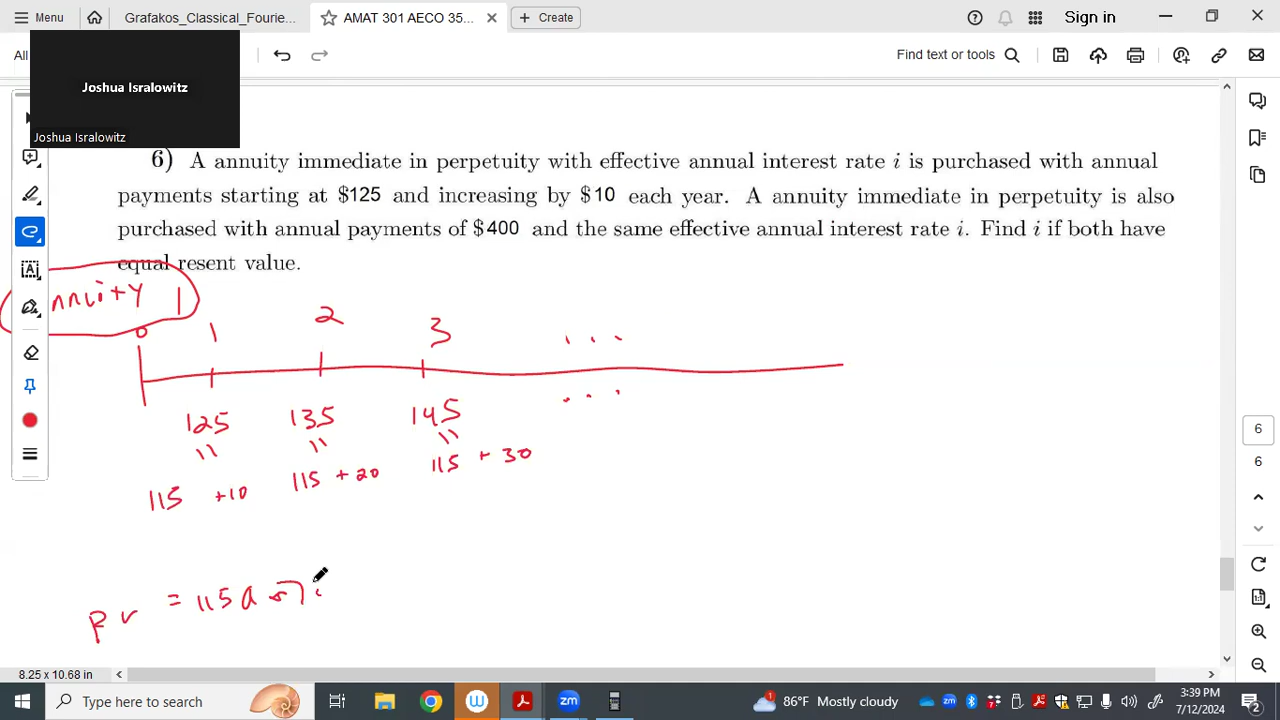 Menu
Grafakos_Classical_Fourie...
AMAT 301 AECO 35...
Create
Sign in
All
Find text or tools
Joshua Isralowitz
Joshua Isralowitz
6) A annuity immediate in perpetuity with effective annual interest rate i is purchased with annual
payments starting at $125 and increasing by $10 each year. A annuity immediate in perpetuity is also
purchased with annual payments of $400 and the same effective annual interest rate i. Find i if both have
equal resent value.
nnuity 1
0 1 2 3 ...
125 135 145 ...
115 +10 115 + 20 115 + 30
PV = 115a∞⌉i
6
6
8.25 x 10.68 in
Type here to search
86°F Mostly cloudy
3:39 PM
7/12/2024
2